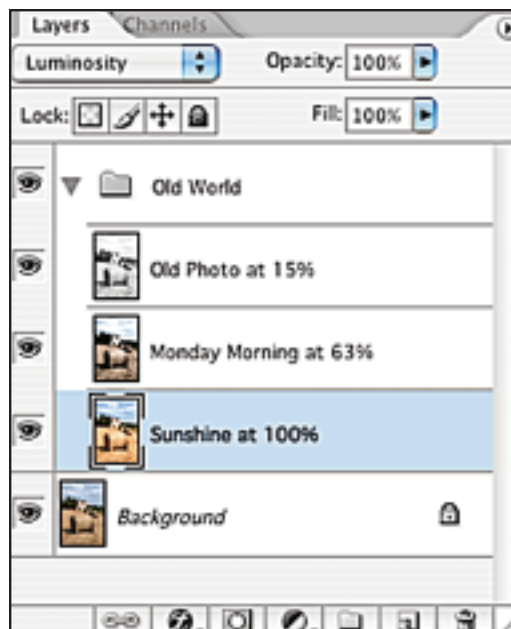 Layers Channels
Luminosity Opacity: 100%
Lock: Fill: 100%
Old World
Old Photo at 15%
Monday Morning at 63%
Sunshine at 100%
Background